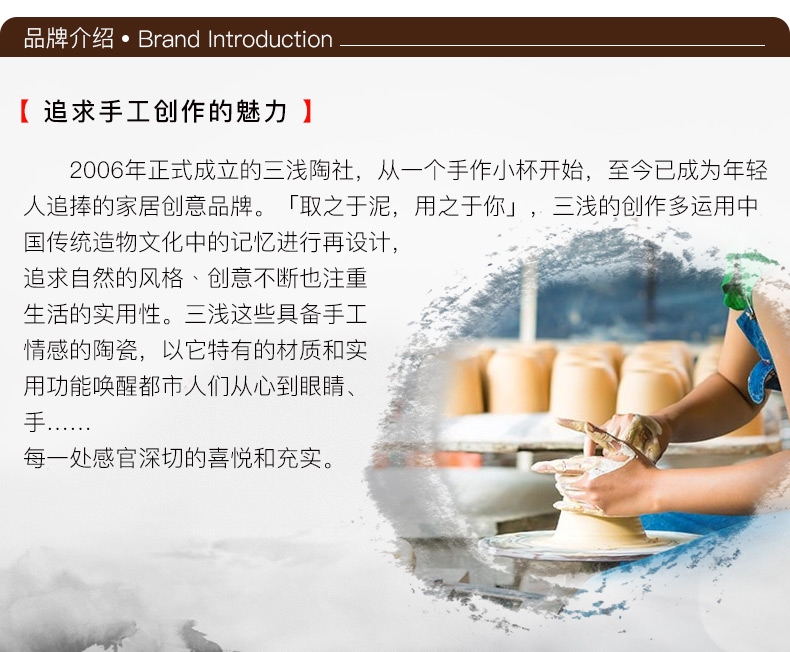 品牌介绍 • Brand Introduction
【 追求手工创作的魅力 】
2006年正式成立的三浅陶社，从一个手作小杯开始，至今已成为年轻
人追捧的家居创意品牌。「取之于泥，用之于你」，三浅的创作多运用中
国传统造物文化中的记忆进行再设计，
追求自然的风格、创意不断也注重
生活的实用性。三浅这些具备手工
情感的陶瓷，以它特有的材质和实
用功能唤醒都市人们从心到眼睛、
手……
每一处感官深切的喜悦和充实。